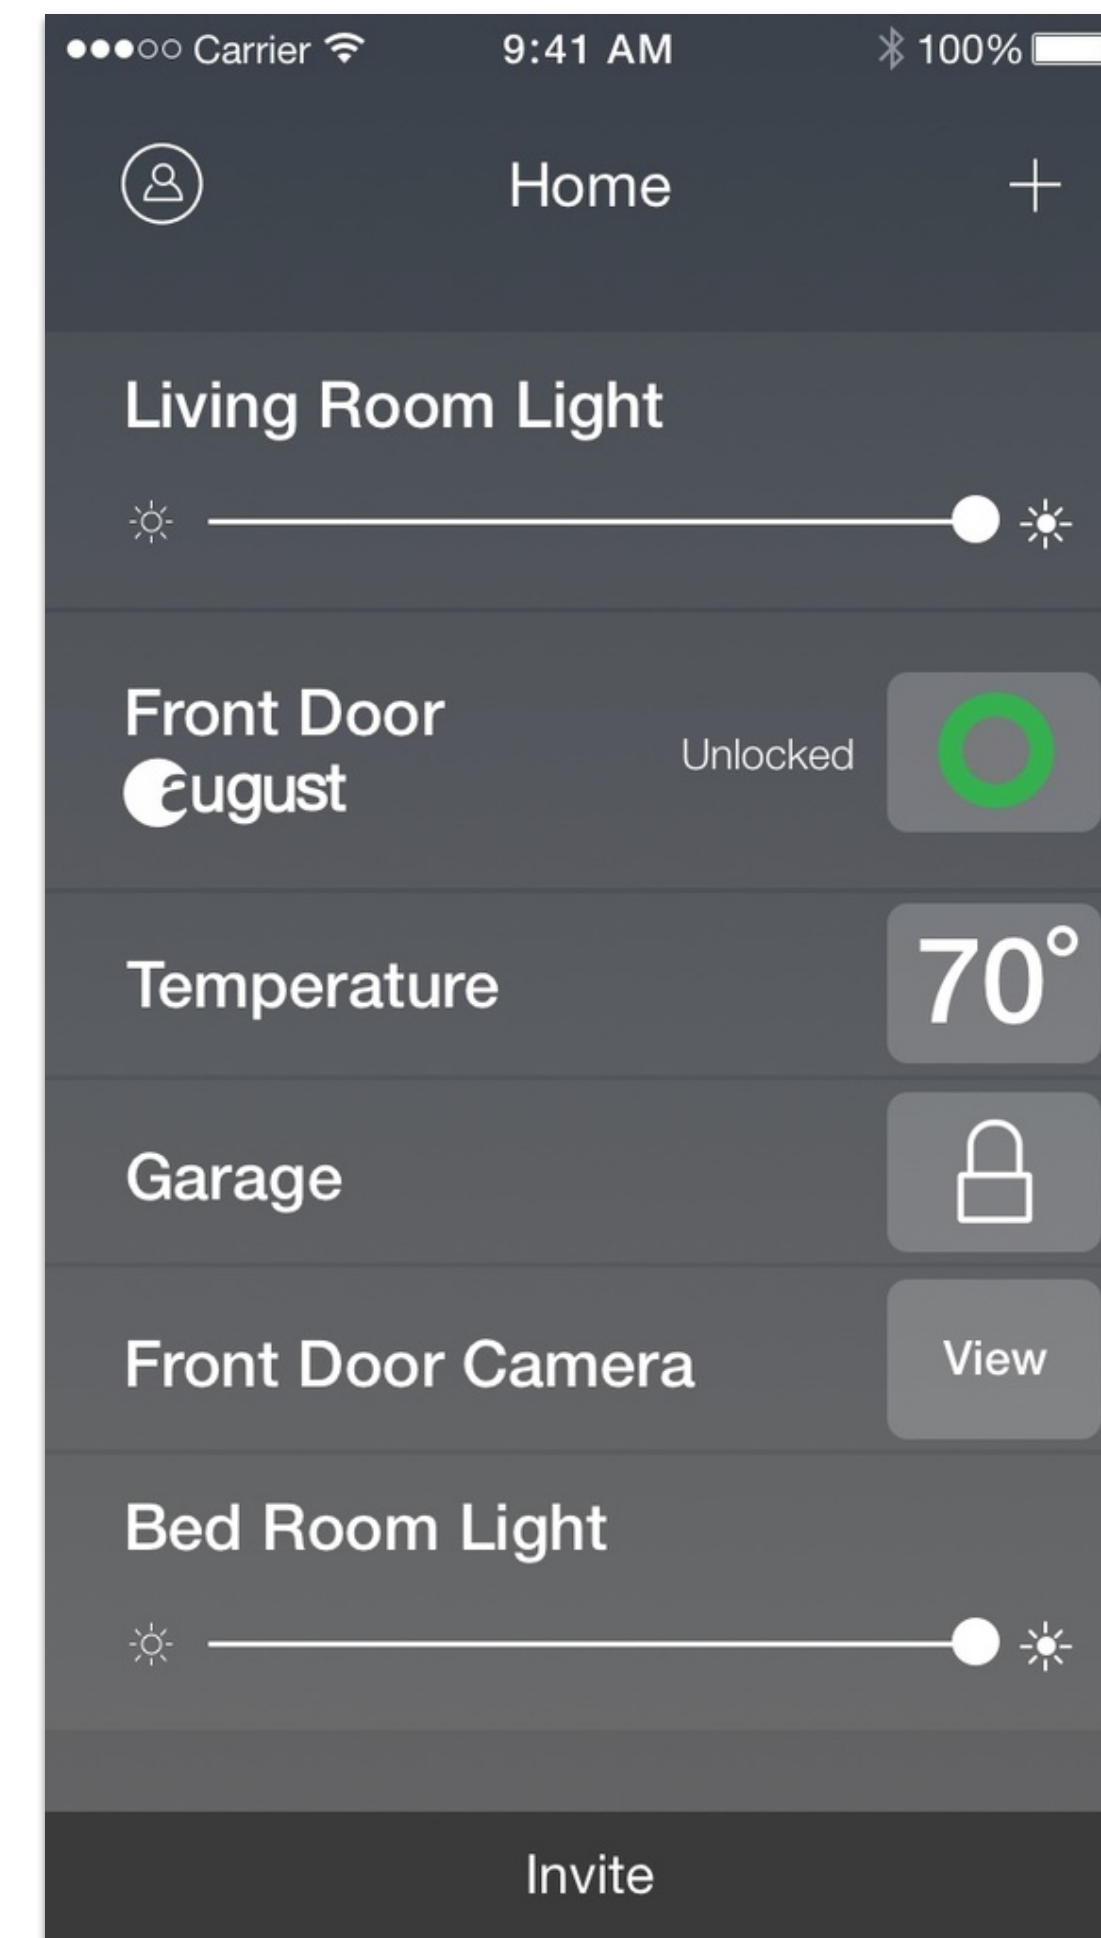 Carrier 9:41 AM 100%
Home
Living Room Light
Front Door
august
Unlocked
Temperature
70°
Garage
Front Door Camera
View
Bed Room Light
Invite